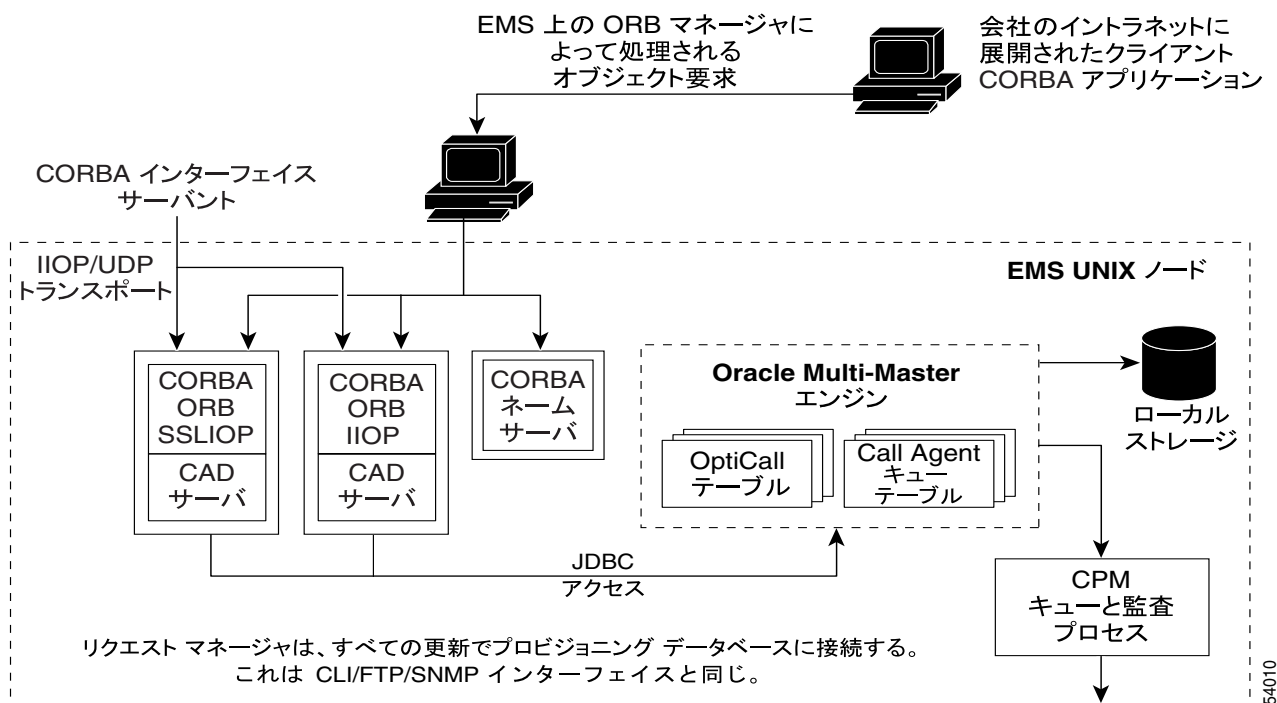 EMS 上の ORB マネージャに
よって処理される
オブジェクト要求
会社のイントラネットに
展開されたクライアント
CORBA アプリケーション
CORBA インターフェイス
サーバント
IIOP/UDP
トランスポート
EMS UNIX ノード
CORBA
ORB
SSLIOP
CAD
サーバ
CORBA
ORB
IIOP
CAD
サーバ
CORBA
ネーム
サーバ
Oracle Multi-Master
エンジン
OptiCall
テーブル
Call Agent
キュー
テーブル
ローカル
ストレージ
JDBC
アクセス
CPM
キューと監査
プロセス
リクエスト マネージャは、すべての更新でプロビジョニング データベースに接続する。
これは CLI/FTP/SNMP インターフェイスと同じ。
54010